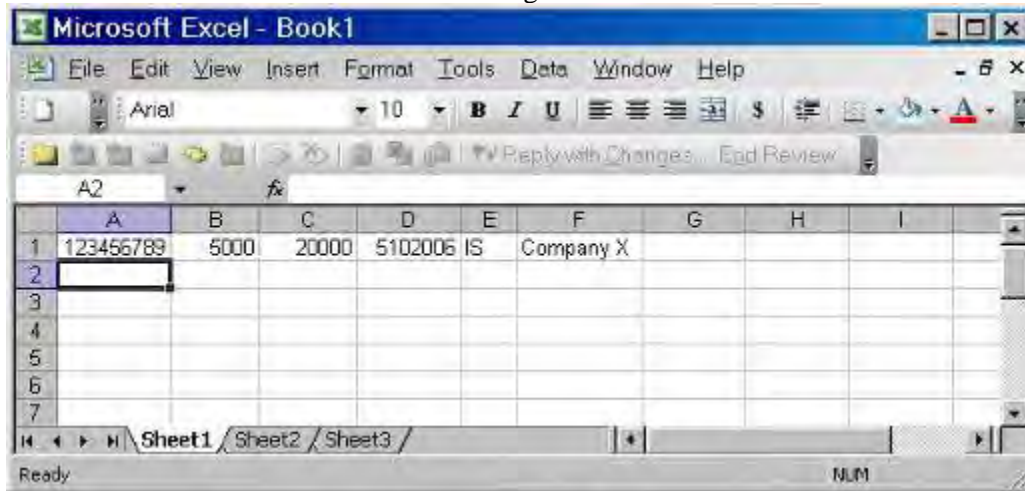 Microsoft Excel - Book1
File Edit View Insert Format Tools Data Window Help
Arial 10 B I U $ A
Reply with Changes... End Review
A2 fx
A B C D E F G H I
1 123456789 5000 20000 5102006 IS Company X
2
3
4
5
6
7
Sheet1 Sheet2 Sheet3
Ready NUM